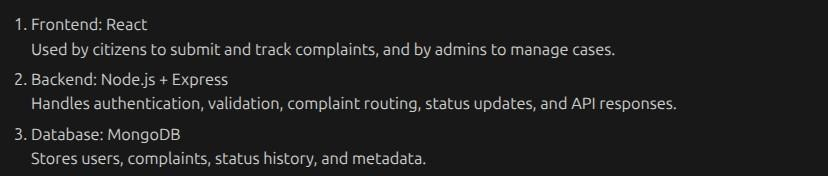 1. Frontend: React
Used by citizens to submit and track complaints, and by admins to manage cases.
2. Backend: Node.js + Express
Handles authentication, validation, complaint routing, status updates, and API responses.
3. Database: MongoDB
Stores users, complaints, status history, and metadata.